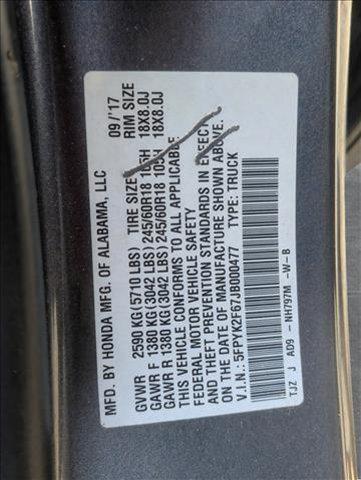 MFD. BY HONDA MFG. OF ALABAMA, LLC 09/'17
GVWR 2590 KG(5710 LBS) TIRE SIZE RIM SIZE
GAWR F 1380 KG(3042 LBS) 245/60R18 105H 18X8.0J
GAWR R 1380 KG(3042 LBS) 245/60R18 105H 18X8.0J
THIS VEHICLE CONFORMS TO ALL APPLICABLE
FEDERAL MOTOR VEHICLE SAFETY
AND THEFT PREVENTION STANDARDS IN EFFECT
ON THE DATE OF MANUFACTURE SHOWN ABOVE.
V.I.N.: 5FPYK2F67JB000477 TYPE: TRUCK
TJZ J AD9 - NH797M -W-B